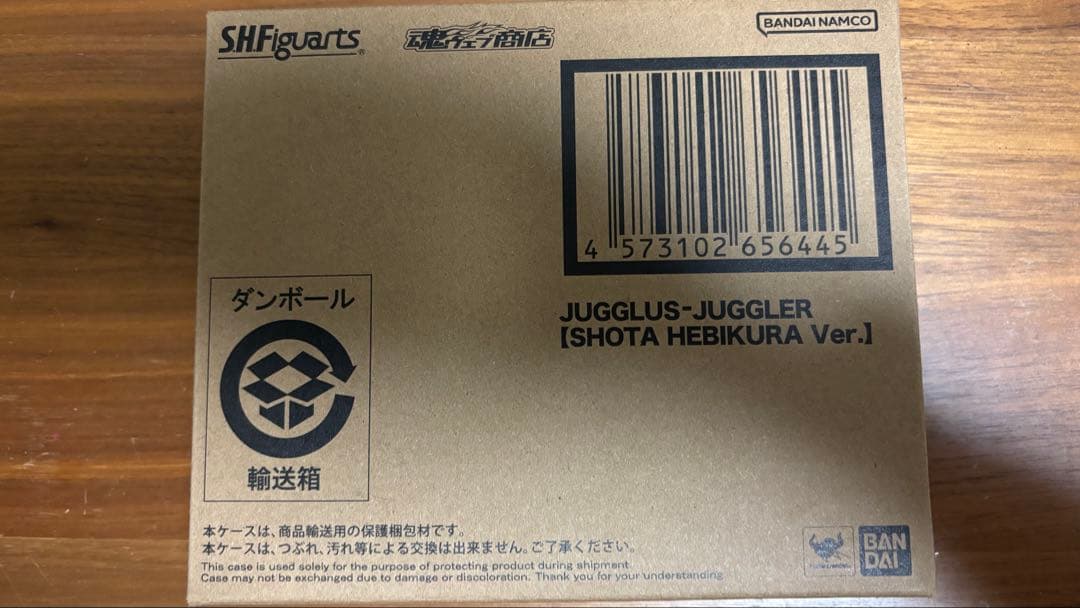 S.H.Figuarts
魂ウェブ商店
BANDAI NAMCO
4 573102 656445
JUGGLUS-JUGGLER
【SHOTA HEBIKURA Ver.】
ダンボール
輸送箱
本ケースは、商品輸送用の保護梱包材です。
本ケースは、つぶれ、汚れ等による交換は出来ません。ご了承ください。
This case is used solely for the purpose of protecting product during shipment.
Case may not be exchanged due to damage or discoloration. Thank you for your understanding.
BAN
DAI